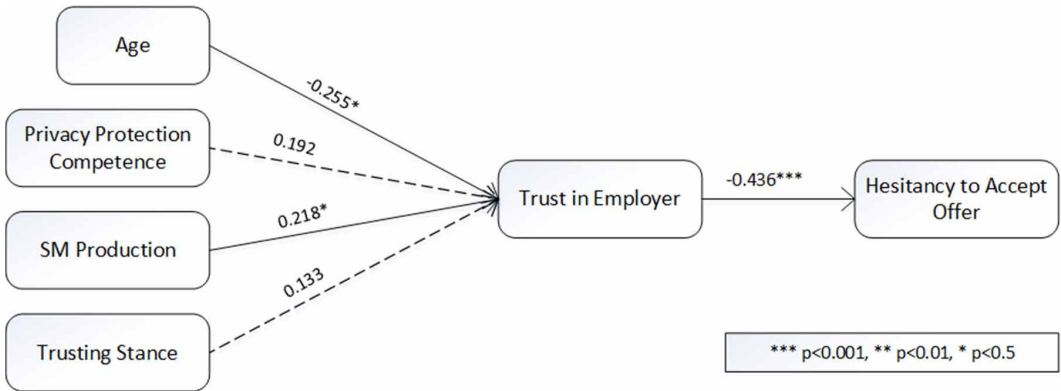 Age
-0.255*
Privacy Protection
Competence
0.192
Trust in Employer
-0.436***
Hesitancy to Accept
Offer
SM Production
0.218*
0.133
Trusting Stance
*** p<0.001, ** p<0.01, * p<0.5